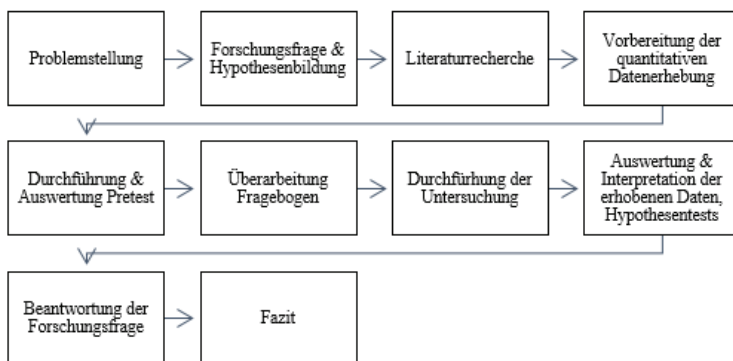 Problemstellung
Forschungsfrage &
Hypothesenbildung
Literaturrecherche
Vorbereitung der
quantitativen
Datenerhebung
Durchführung &
Auswertung Pretest
Überarbeitung
Fragebogen
Durchfürhung der
Untersuchung
Auswertung &
Interpretation der
erhobenen Daten,
Hypothesentests
Beantwortung der
Forschungsfrage
Fazit